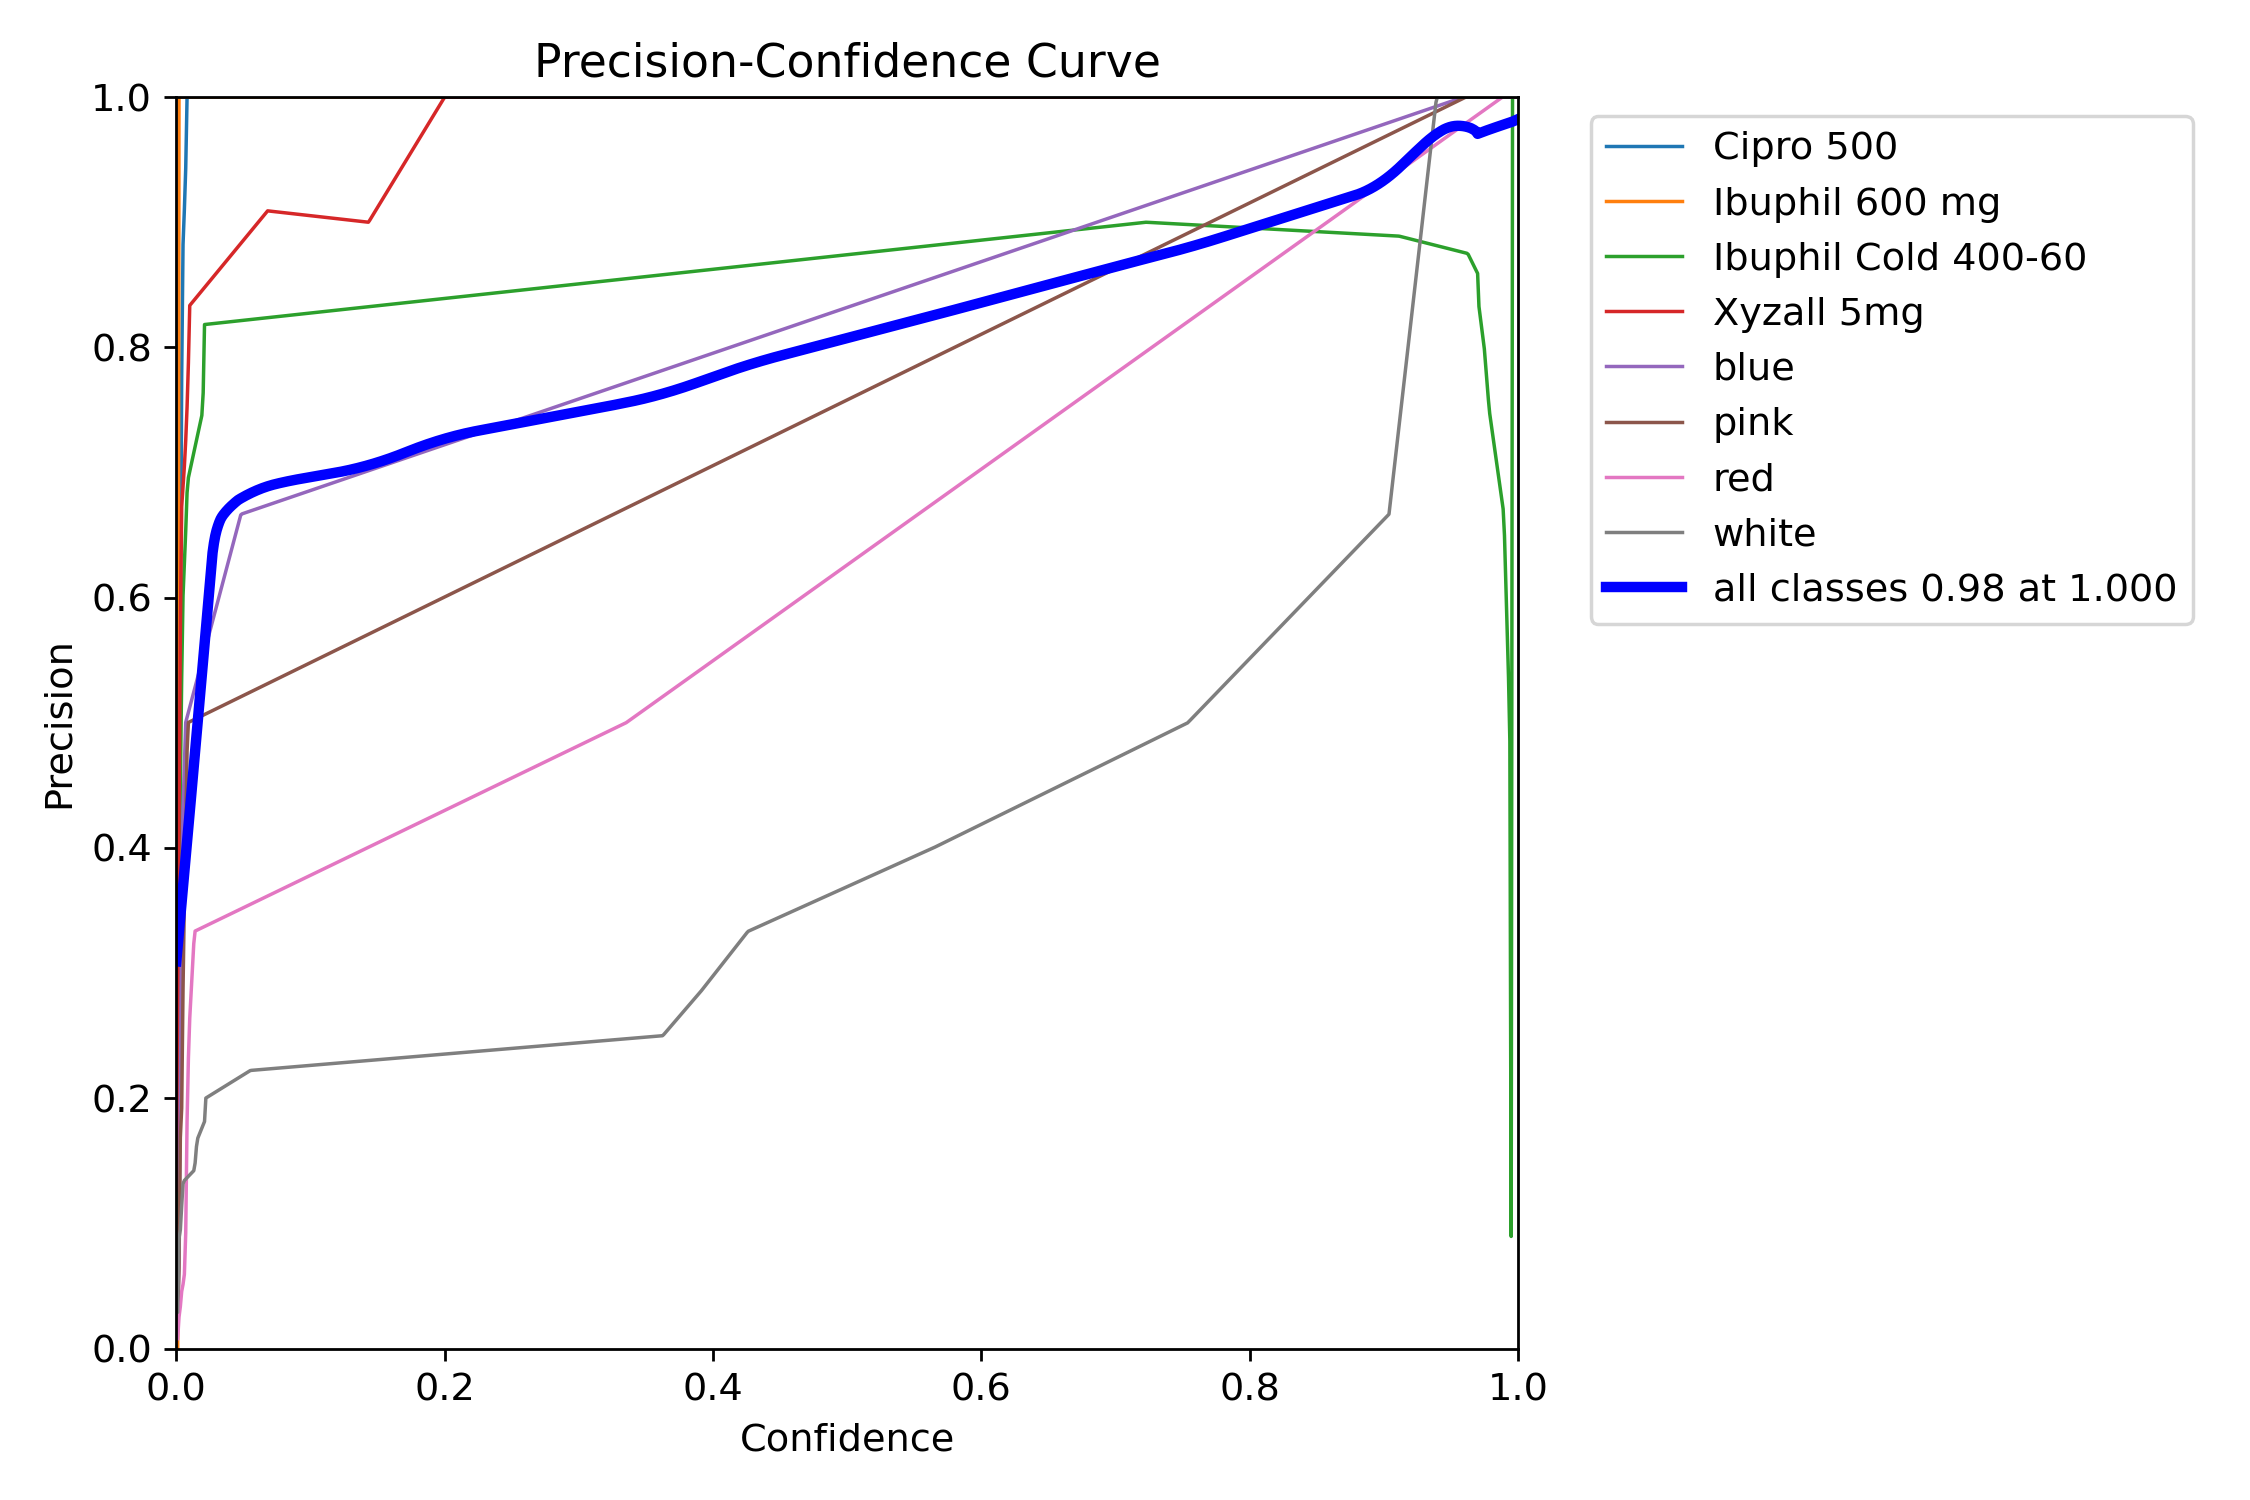 Precision-Confidence Curve
1.0
0.8
0.6
0.4
0.2
0.0
Precision
0.0 0.2 0.4 0.6 0.8 1.0
Confidence
Cipro 500
Ibuphil 600 mg
Ibuphil Cold 400-60
Xyzall 5mg
blue
pink
red
white
all classes 0.98 at 1.000